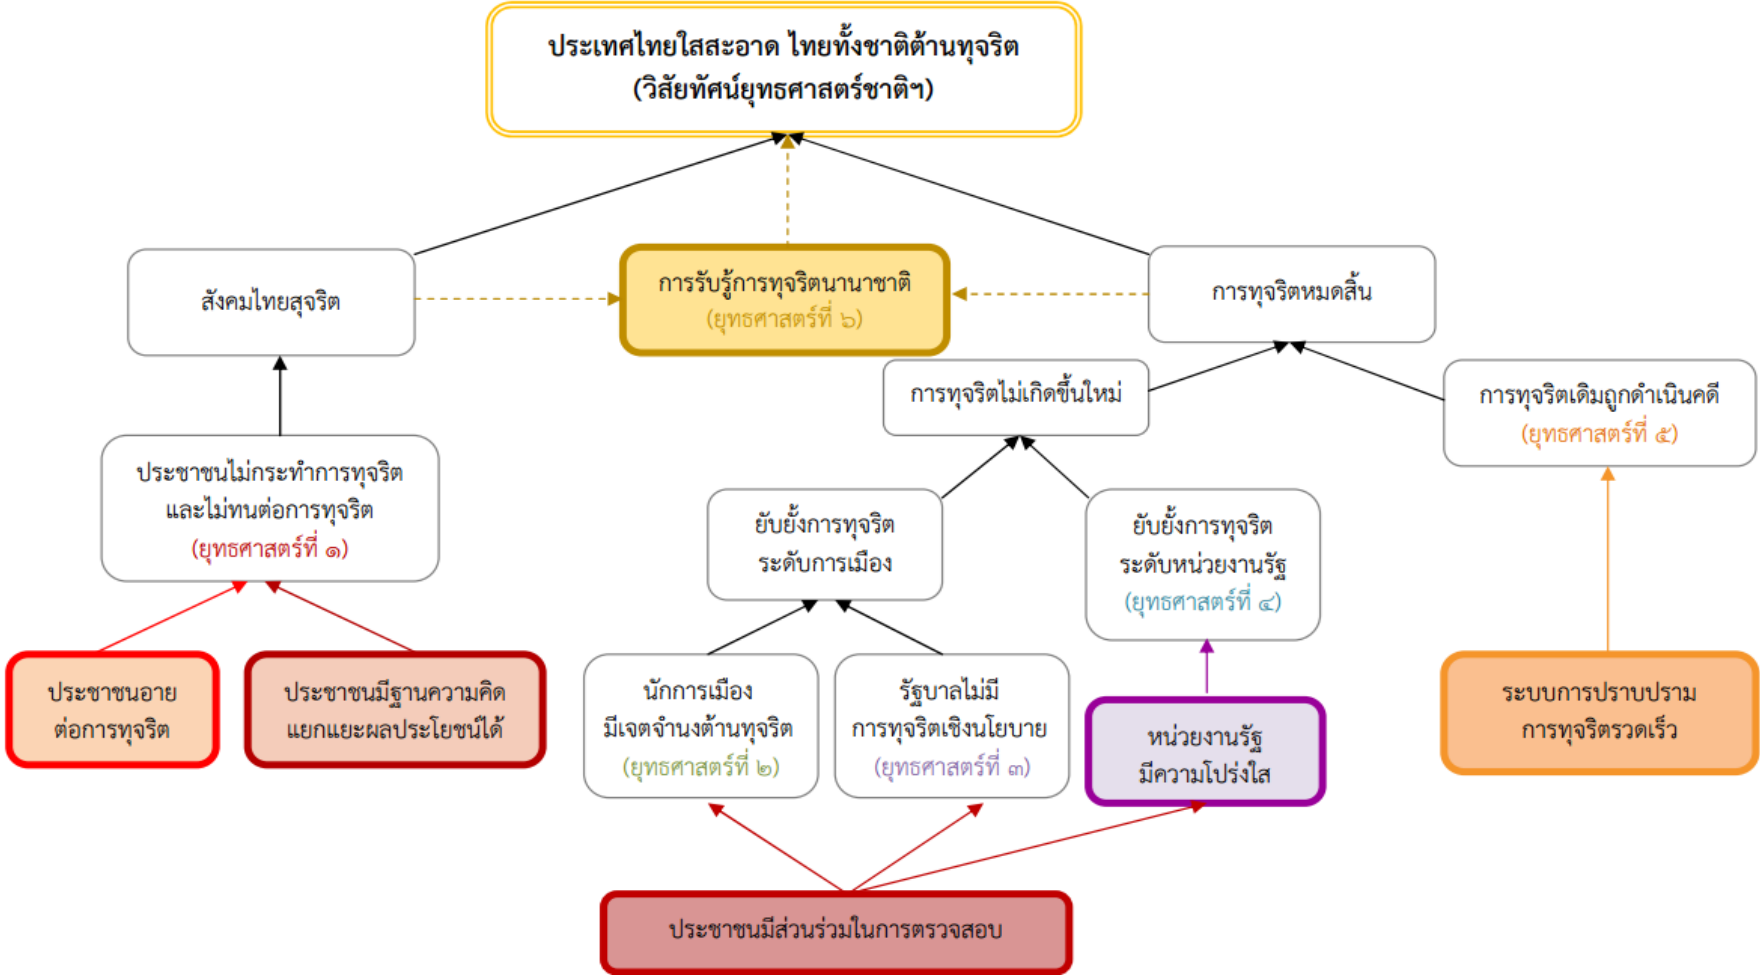 ประเทศไทยใสสะอาด ไทยทั้งชาติต้านทุจริต
(วิสัยทัศน์ยุทธศาสตร์ชาติฯ)
สังคมไทยสุจริต
การรับรู้การทุจริตนานาชาติ
(ยุทธศาสตร์ที่ ๖)
การทุจริตหมดสิ้น
การทุจริตไม่เกิดขึ้นใหม่
การทุจริตเดิมถูกดำเนินคดี
(ยุทธศาสตร์ที่ ๕)
ประชาชนไม่กระทำการทุจริต
และไม่ทนต่อการทุจริต
(ยุทธศาสตร์ที่ ๑)
ยับยั้งการทุจริต
ระดับการเมือง
ยับยั้งการทุจริต
ระดับหน่วยงานรัฐ
(ยุทธศาสตร์ที่ ๔)
ประชาชนอาย
ต่อการทุจริต
ประชาชนมีฐานความคิด
แยกแยะผลประโยชน์ได้
นักการเมือง
มีเจตจำนงต้านทุจริต
(ยุทธศาสตร์ที่ ๒)
รัฐบาลไม่มี
การทุจริตเชิงนโยบาย
(ยุทธศาสตร์ที่ ๓)
หน่วยงานรัฐ
มีความโปร่งใส
ระบบการปราบปราม
การทุจริตรวดเร็ว
ประชาชนมีส่วนร่วมในการตรวจสอบ